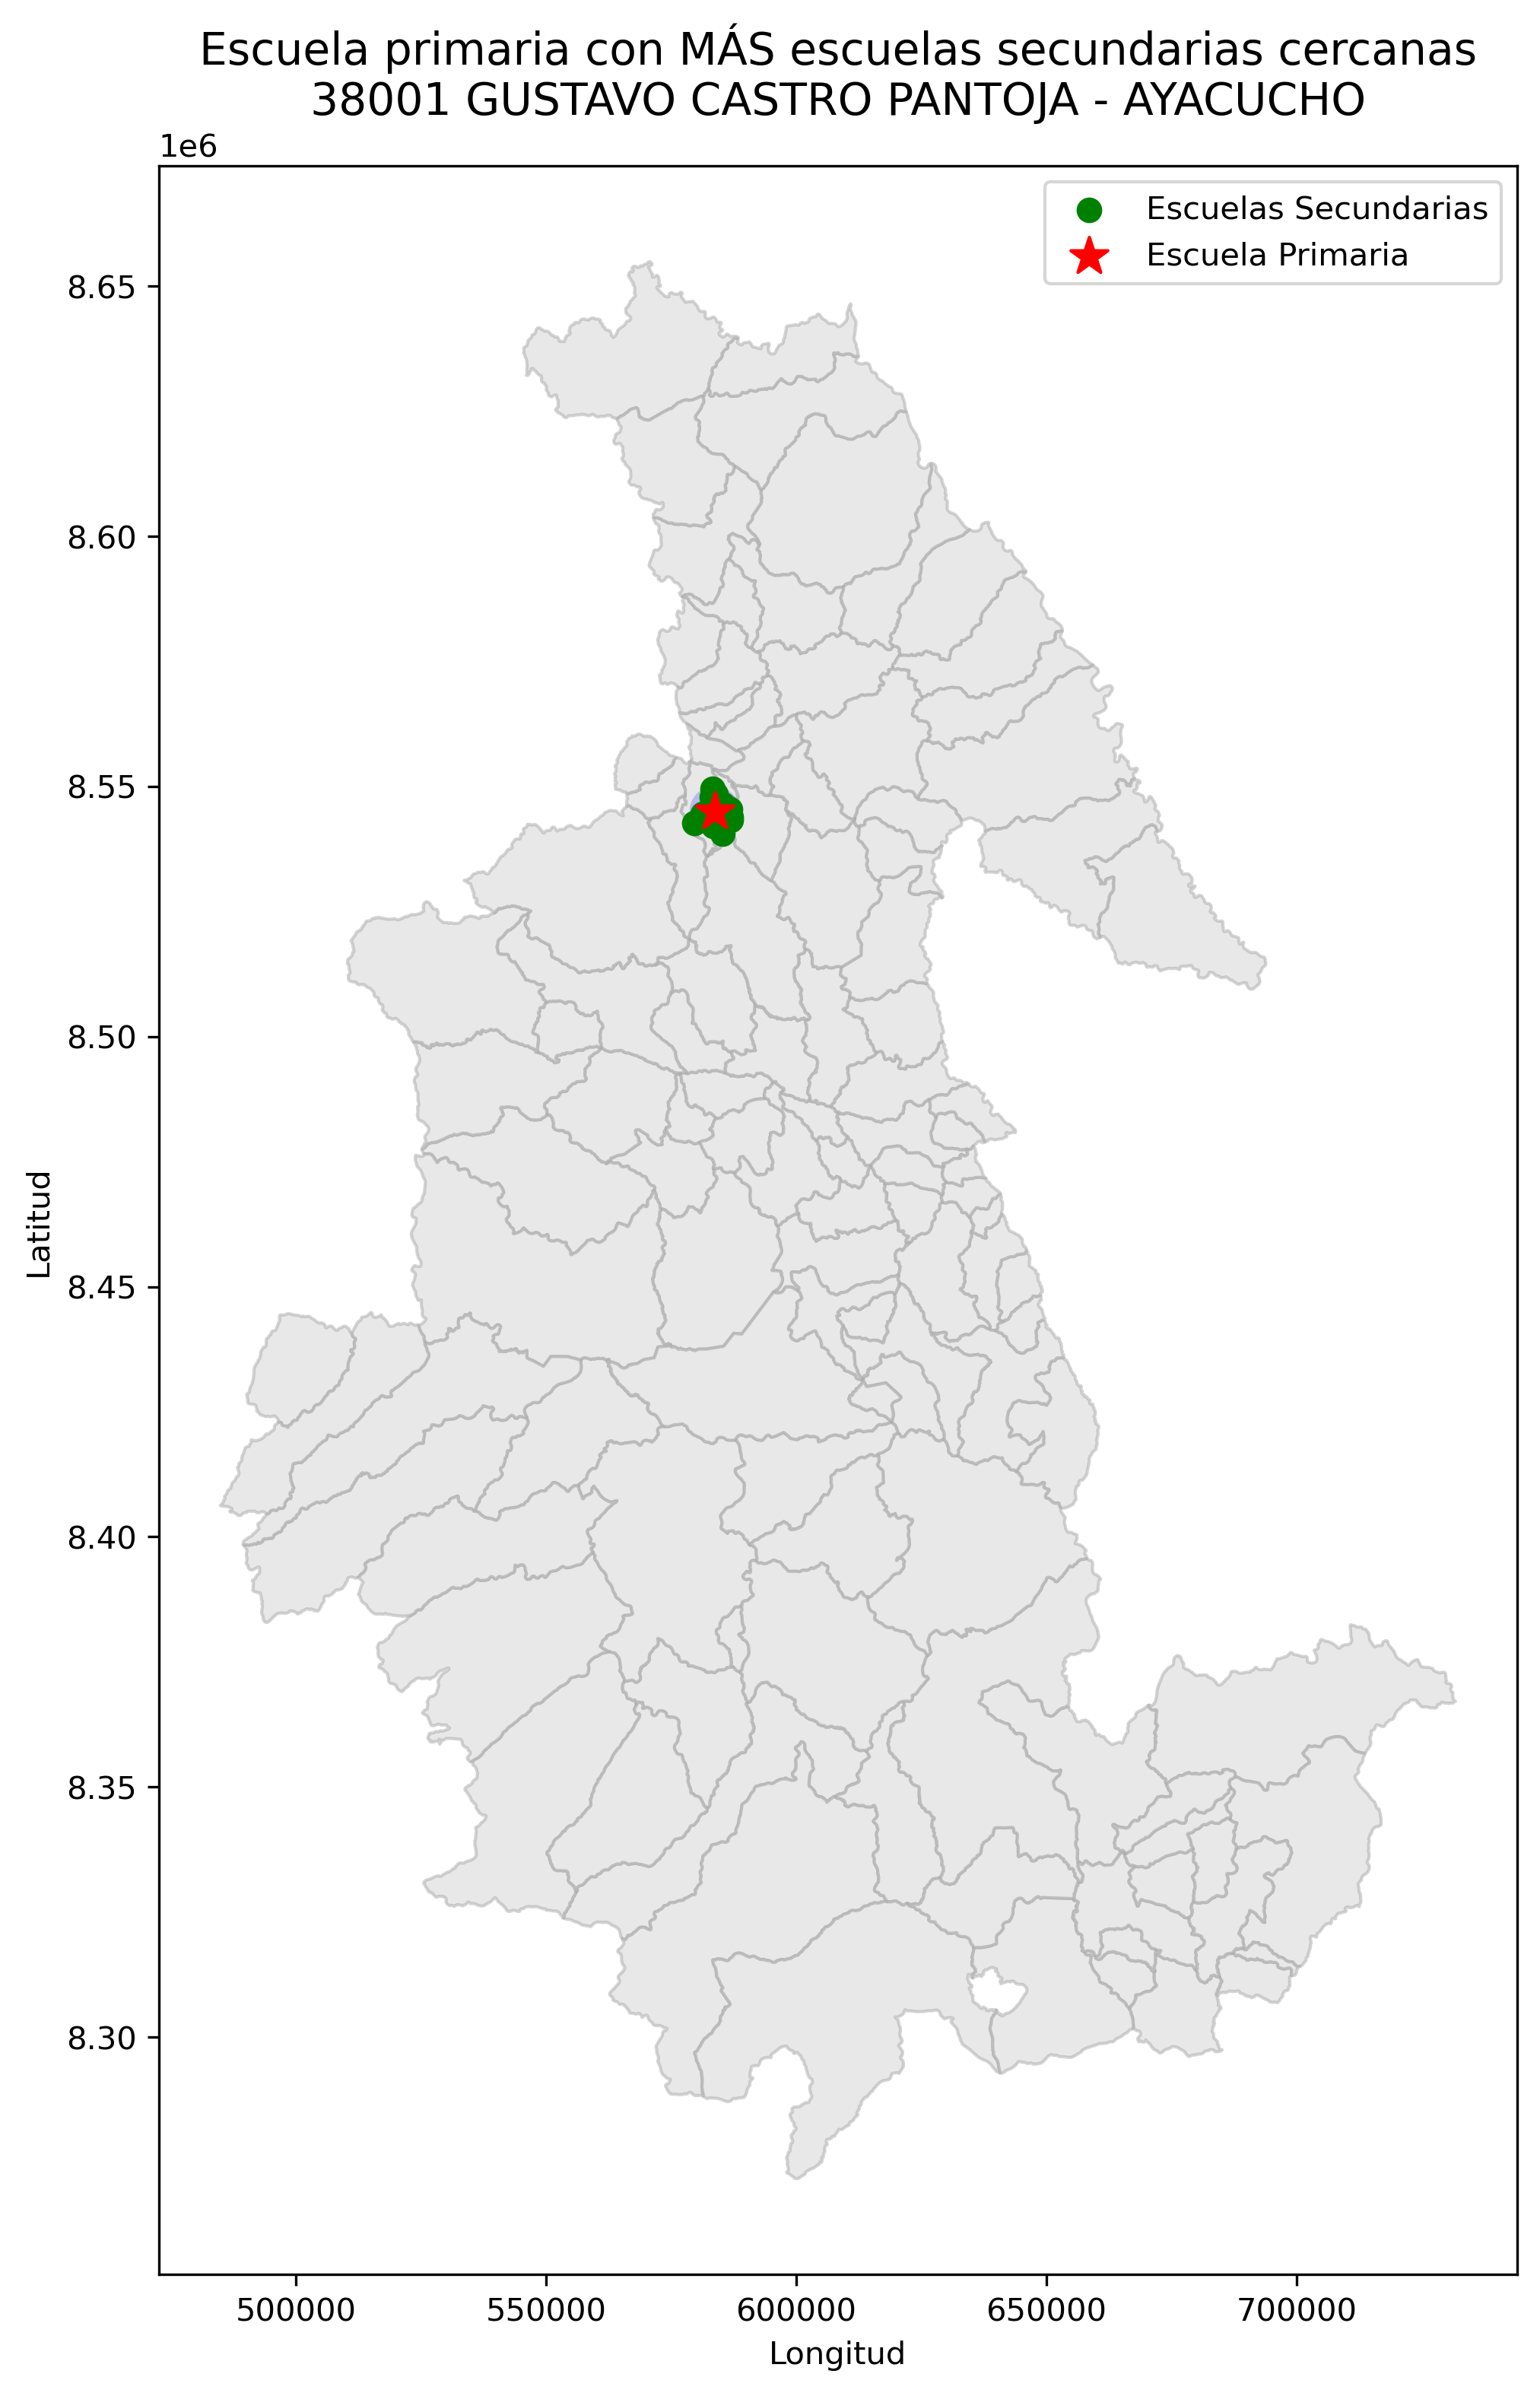 Escuela primaria con MÁS escuelas secundarias cercanas
38001 GUSTAVO CASTRO PANTOJA - AYACUCHO
1e6
Escuelas Secundarias
Escuela Primaria
8.65
8.60
8.55
8.50
8.45
8.40
8.35
8.30
Latitud
500000 550000 600000 650000 700000
Longitud